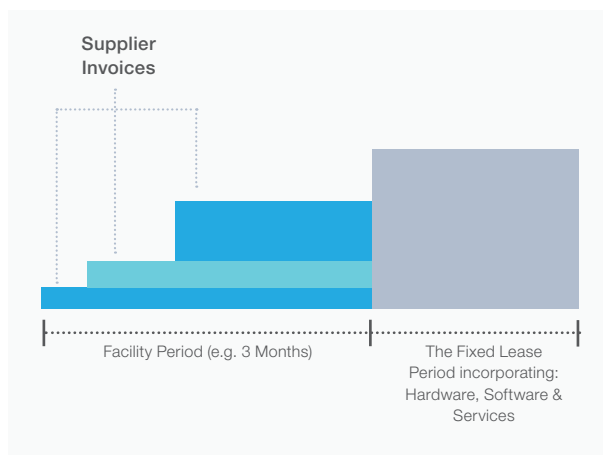 Supplier
Invoices
Facility Period (e.g. 3 Months)
The Fixed Lease
Period incorporating:
Hardware, Software &
Services